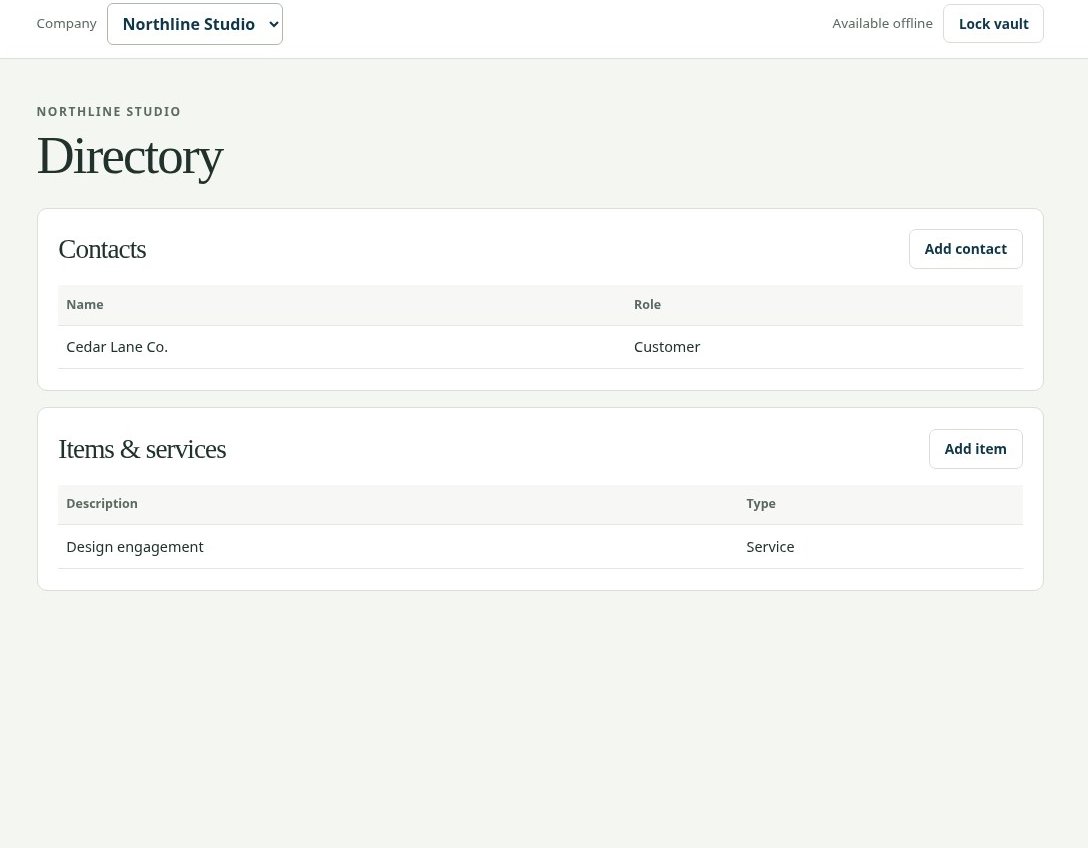 Company Northline Studio Available offline Lock vault
NORTHLINE STUDIO
Directory
Contacts Add contact
Name Role
Cedar Lane Co. Customer
Items & services Add item
Description Type
Design engagement Service